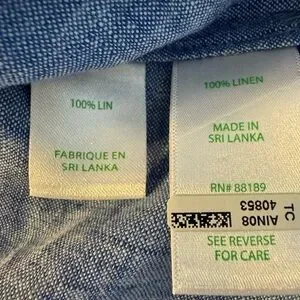 100% LIN
FABRIQUE EN
SRI LANKA
100% LINEN
MADE IN
SRI LANKA
RN# 88189
TC
AIN08
40853
SEE REVERSE
FOR CARE